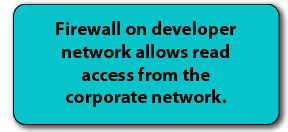 Firewall on developer
network allows read
access from the
corporate network.